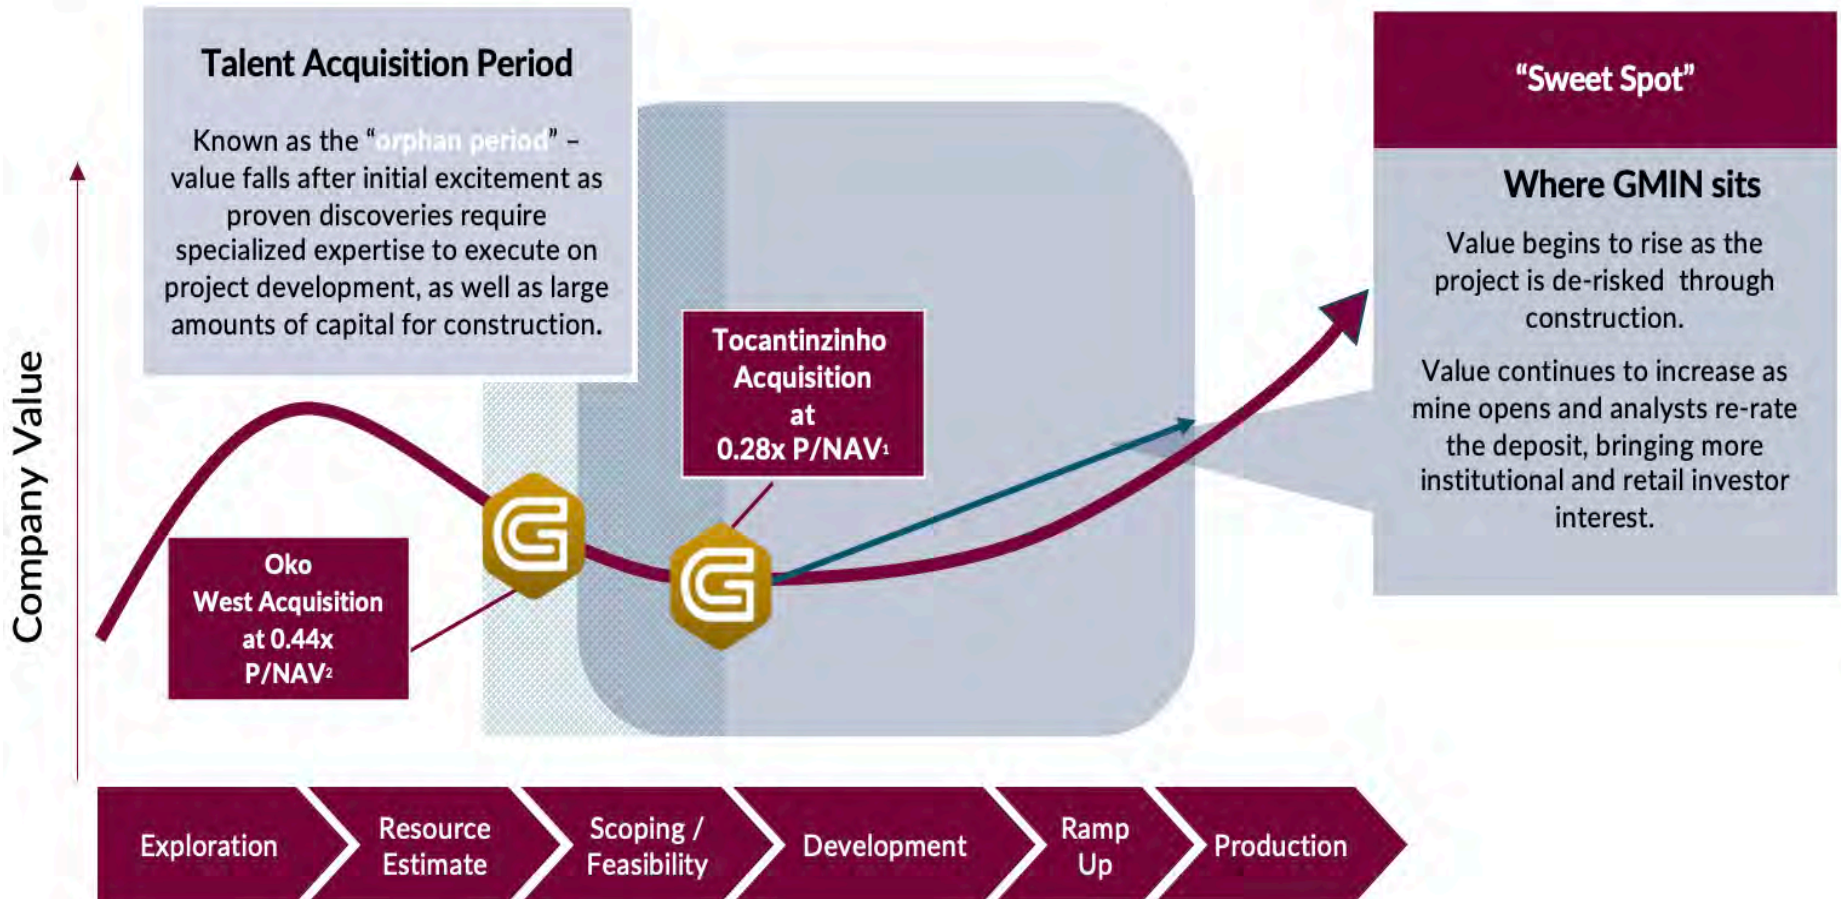 Talent Acquisition Period
Known as the “orphan period” –
value falls after initial excitement as
proven discoveries require
specialized expertise to execute on
project development, as well as large
amounts of capital for construction.
“Sweet Spot”
Where GMIN sits
Value begins to rise as the
project is de-risked through
construction.
Value continues to increase as
mine opens and analysts re-rate
the deposit, bringing more
institutional and retail investor
interest.
Company Value
Tocantinzinho
Acquisition
at
0.28x P/NAV1
Oko
West Acquisition
at 0.44x
P/NAV2
Exploration
Resource
Estimate
Scoping /
Feasibility
Development
Ramp
Up
Production